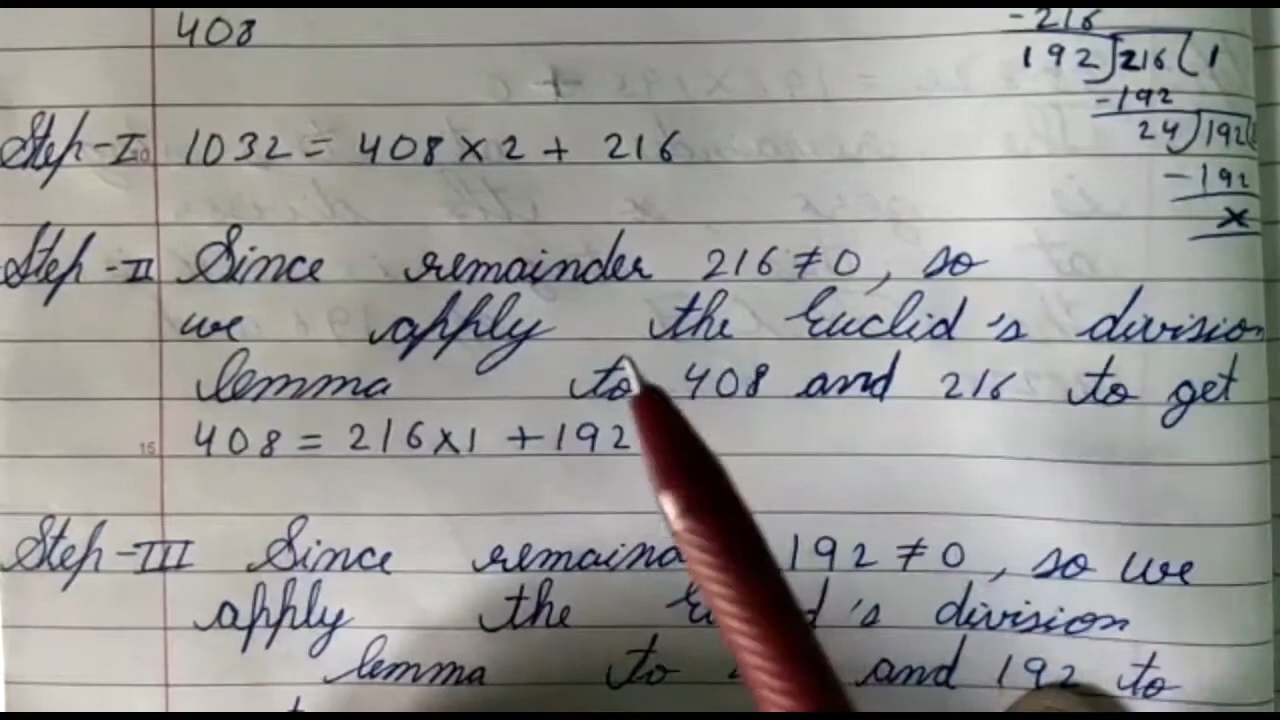 408
-216
192)216(1
-192
24)192(
-192
x
Step-I 1032 = 408 x 2 + 216
Step-II Since remainder 216 ≠ 0, so
we apply the Euclid's division
lemma to 408 and 216 to get
15
408 = 216 x 1 + 192
Step-III Since 192 ≠ 0, so we
apply the division
lemma to and 192 to